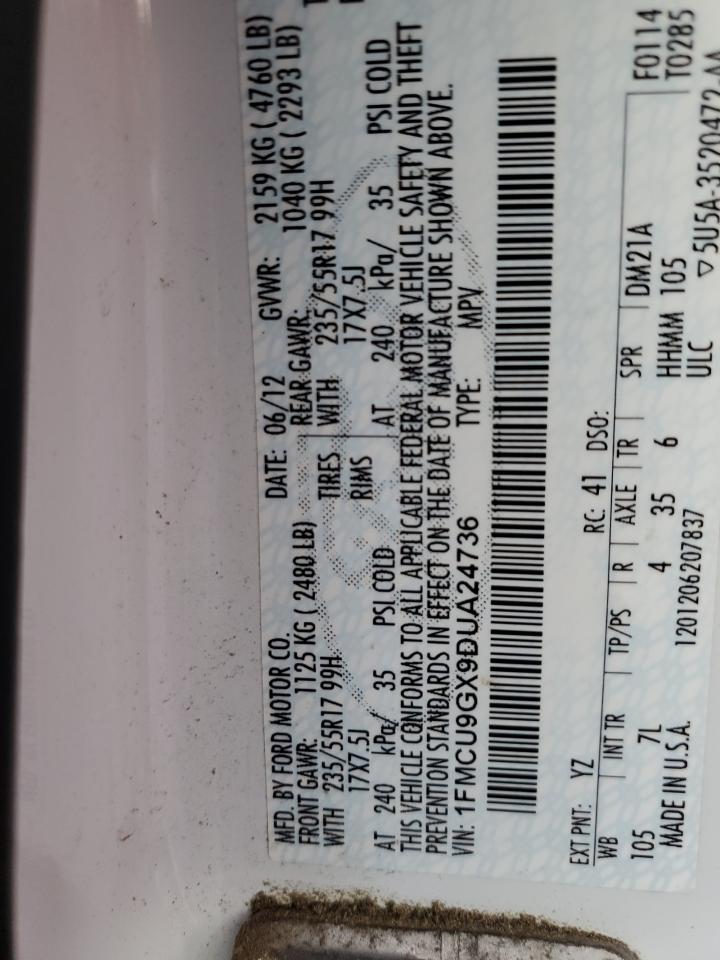 MFD. BY FORD MOTOR CO. DATE: 06/12 GVWR: 2159 KG ( 4760 LB)
FRONT GAWR: 1125 KG ( 2480 LB) REAR GAWR: 1040 KG ( 2293 LB)
WITH 235/55R17 99H TIRES WITH 235/55R17 99H
17X7.5J RIMS 17X7.5J
AT 240 kPa/ 35 PSI COLD AT 240 kPa/ 35 PSI COLD
THIS VEHICLE CONFORMS TO ALL APPLICABLE FEDERAL MOTOR VEHICLE SAFETY AND THEFT
PREVENTION STANDARDS IN EFFECT ON THE DATE OF MANUFACTURE SHOWN ABOVE.
VIN: 1FMCU9GX9DUA24736 TYPE: MPV
F0114
T0285
EXT PNT: YZ RC: 41 DSO:
WB INT TR TP/PS R AXLE TR SPR DM21A
105 7L 4 35 6 HHMM 105
MADE IN U.S.A. 1201206207837 ULC
▽5U5A-3520472-AA